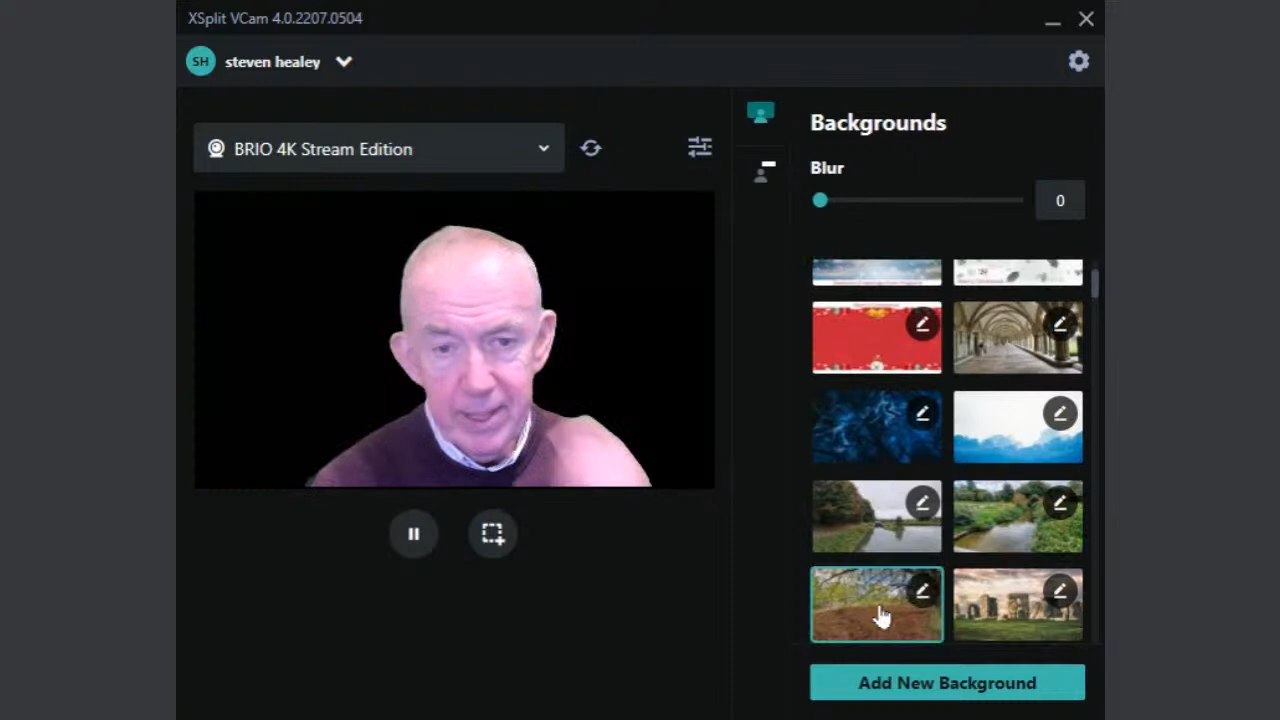 XSplit VCam 4.0.2207.0504
SH steven healey
BRIO 4K Stream Edition
Backgrounds
Blur
0
Add New Background